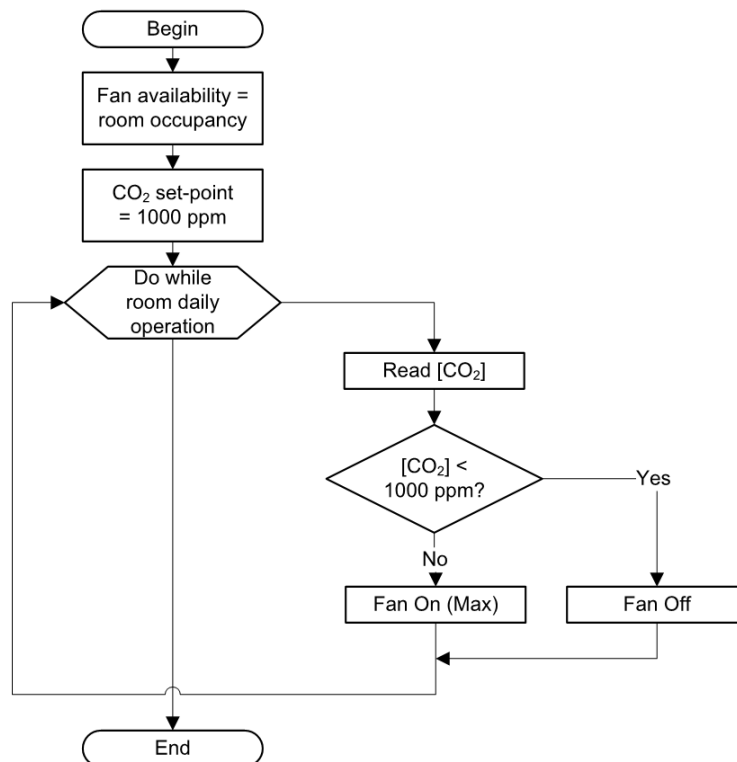 Begin
Fan availability =
room occupancy
CO₂ set-point
= 1000 ppm
Do while
room daily
operation
Read [CO₂]
[CO₂] <
1000 ppm?
Yes
No
Fan On (Max)
Fan Off
End